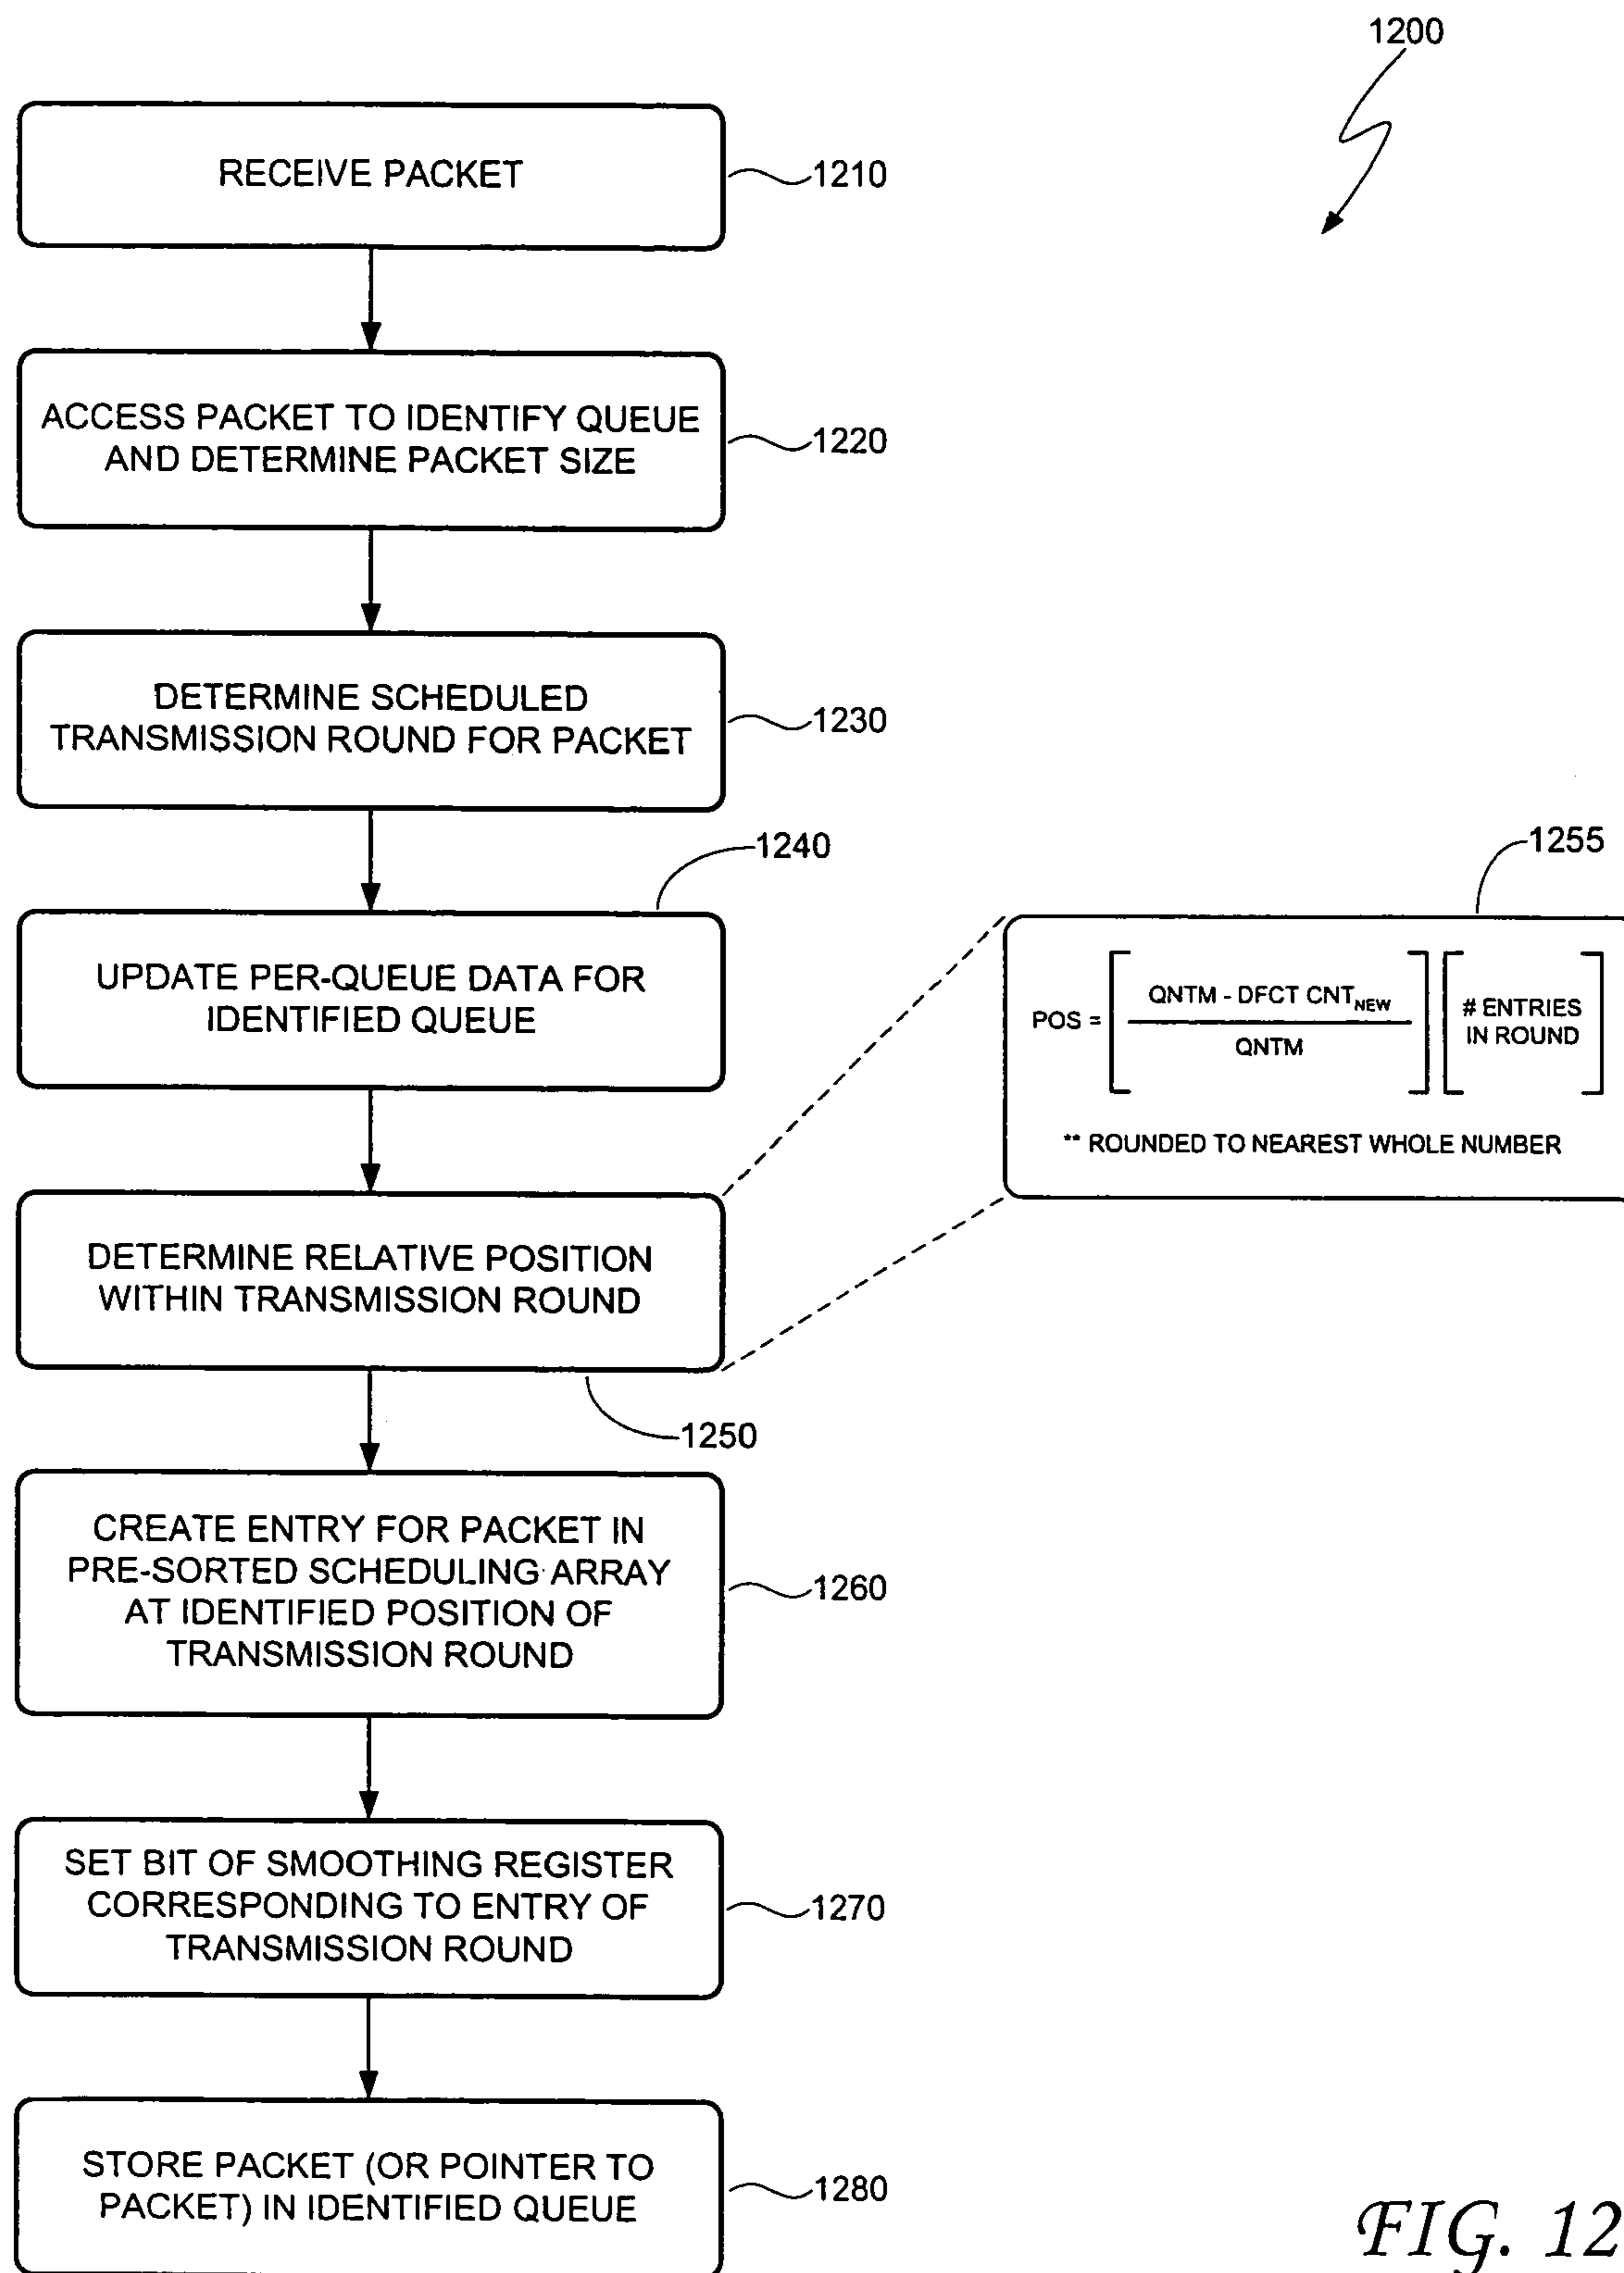 1200
RECEIVE PACKET
1210
ACCESS PACKET TO IDENTIFY QUEUE
AND DETERMINE PACKET SIZE
1220
DETERMINE SCHEDULED
TRANSMISSION ROUND FOR PACKET
1230
1240
UPDATE PER-QUEUE DATA FOR
IDENTIFIED QUEUE
1255
POS = [ QNTM - DFCT CNT_NEW / QNTM ] [ # ENTRIES IN ROUND ]
** ROUNDED TO NEAREST WHOLE NUMBER
DETERMINE RELATIVE POSITION
WITHIN TRANSMISSION ROUND
1250
CREATE ENTRY FOR PACKET IN
PRE-SORTED SCHEDULING ARRAY
AT IDENTIFIED POSITION OF
TRANSMISSION ROUND
1260
SET BIT OF SMOOTHING REGISTER
CORRESPONDING TO ENTRY OF
TRANSMISSION ROUND
1270
STORE PACKET (OR POINTER TO
PACKET) IN IDENTIFIED QUEUE
1280
FIG. 12